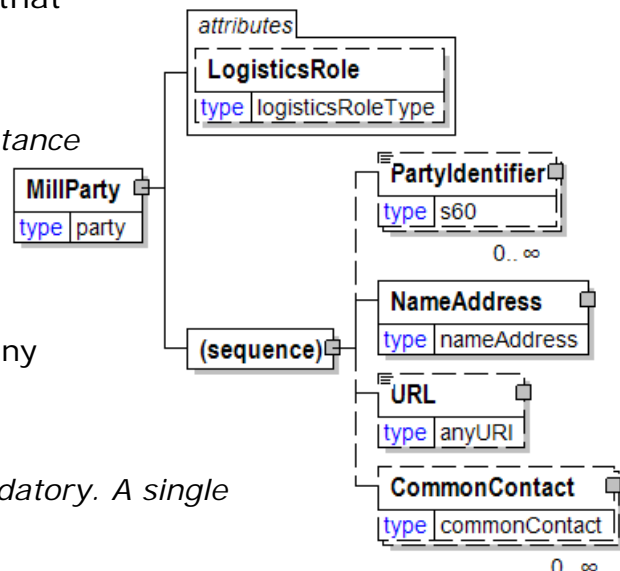 that
attributes
LogisticsRole
type logisticsRoleType
tance
MillParty
type party
PartyIdentifier
type s60
0.. ∞
NameAddress
type nameAddress
ny
(sequence)
URL
type anyURI
datory. A single
CommonContact
type commonContact
0.. ∞